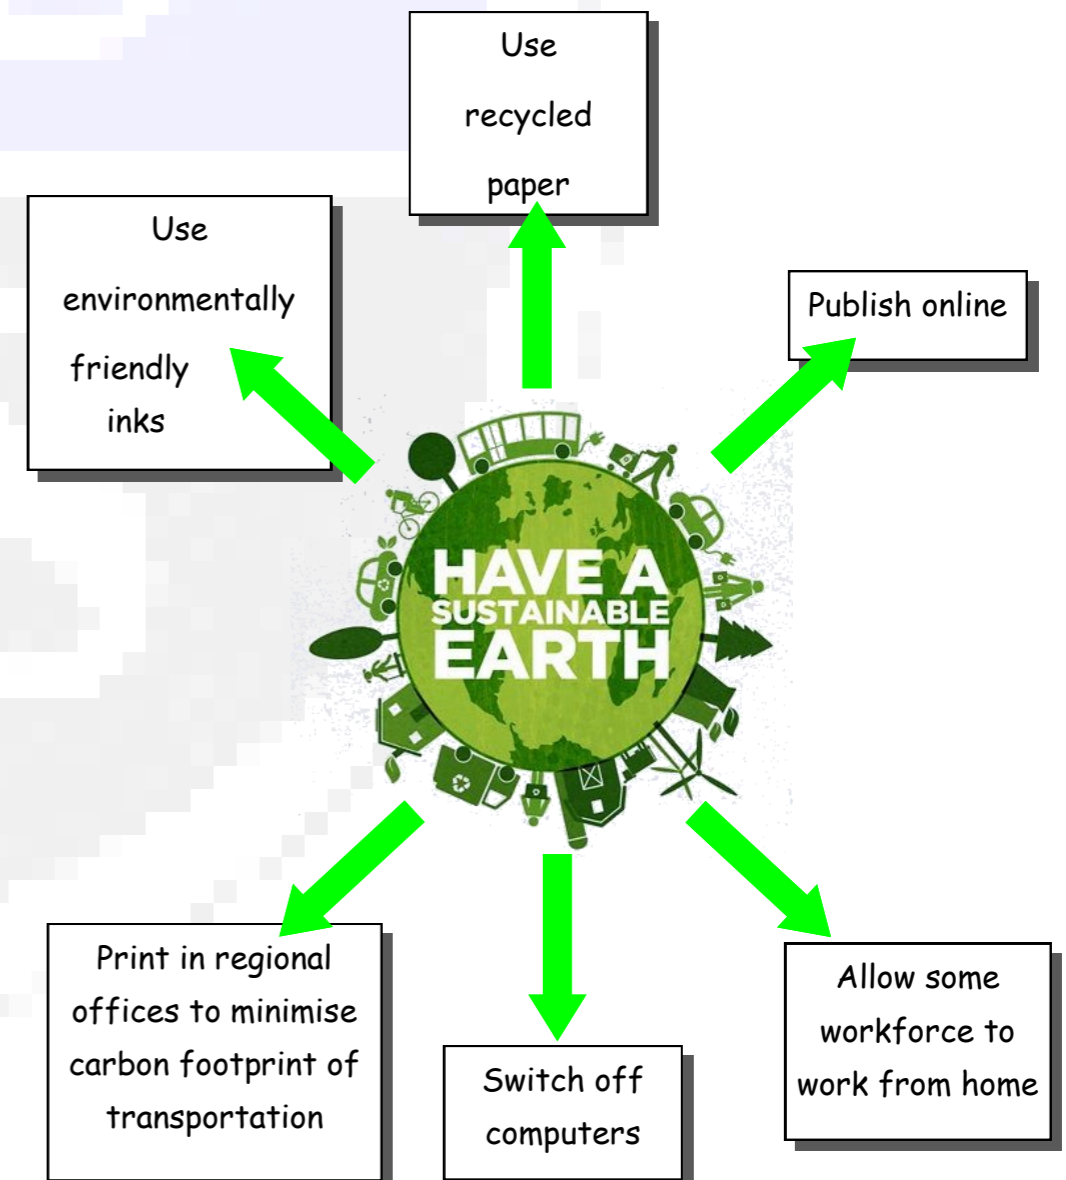 Use
recycled
paper
Use
environmentally
friendly
inks
Publish online
HAVE A
SUSTAINABLE
EARTH
Print in regional
offices to minimise
carbon footprint of
transportation
Switch off
computers
Allow some
workforce to
work from home